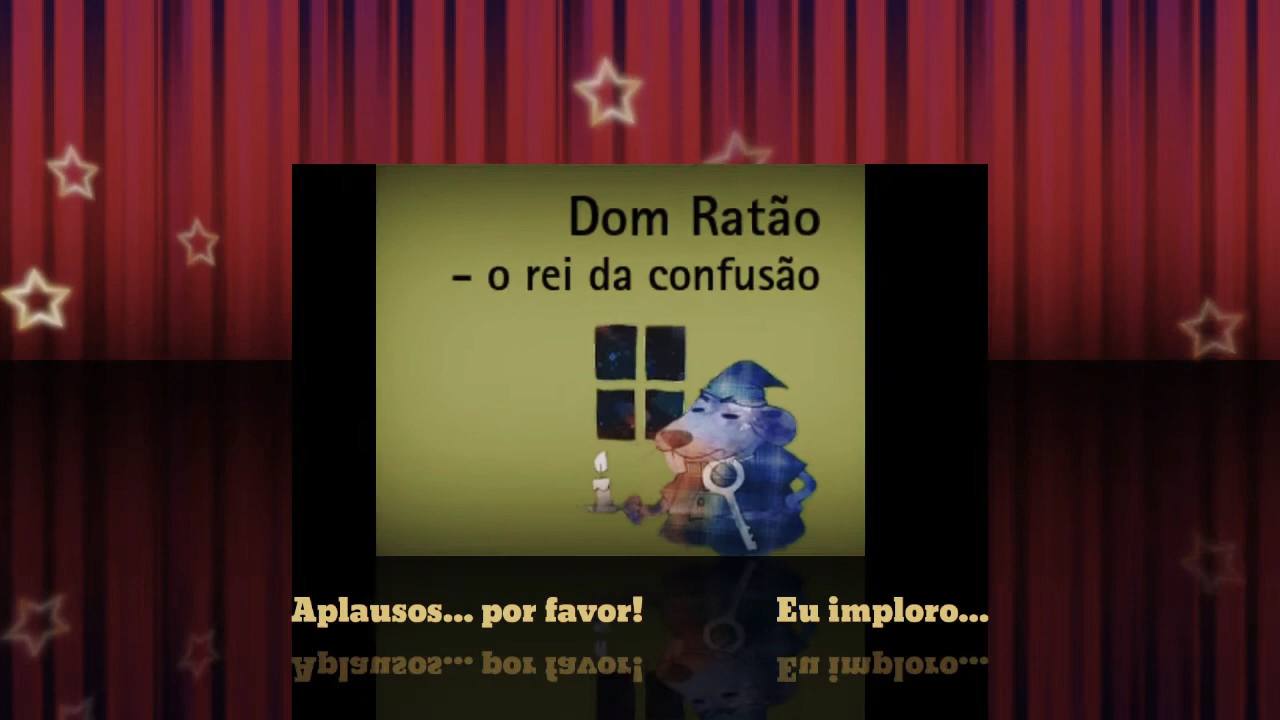 Dom Ratão
– o rei da confusão
Aplausos... por favor! Eu imploro...